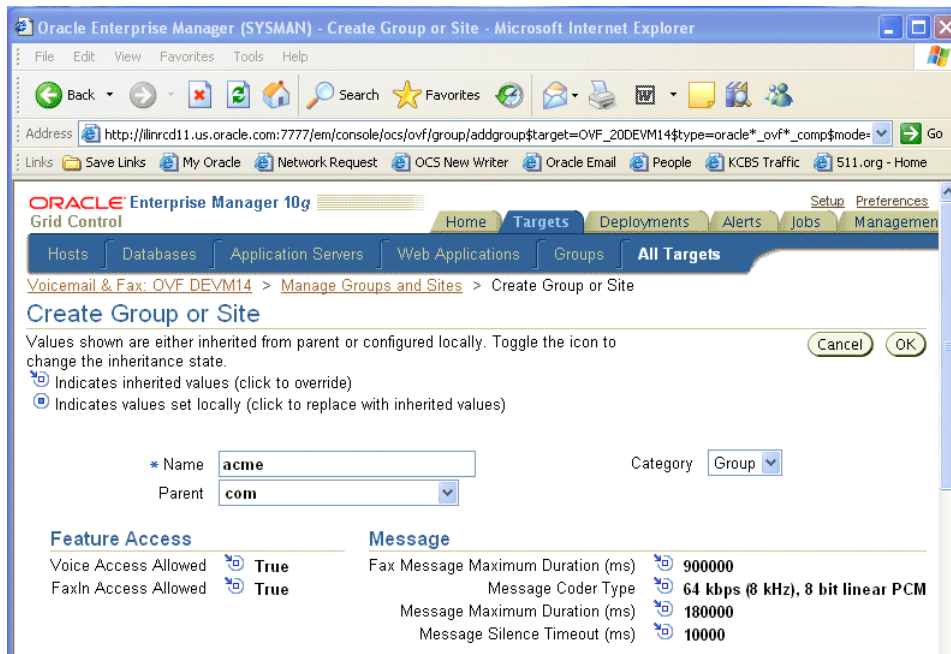 Oracle Enterprise Manager (SYSMAN) - Create Group or Site - Microsoft Internet Explorer
File Edit View Favorites Tools Help
Back Search Favorites
Address http://ilinrcd11.us.oracle.com:7777/em/console/ocs/ovf/group/addgroup$target=OVF_20DEVM14$type=oracle*_ovf*_comp$mode= Go
Links Save Links My Oracle Network Request OCS New Writer Oracle Email People KCBS Traffic 511.org - Home
ORACLE Enterprise Manager 10g
Setup Preferences
Grid Control
Home Targets Deployments Alerts Jobs Managemen
Hosts Databases Application Servers Web Applications Groups All Targets
Voicemail & Fax: OVF DEVM14 > Manage Groups and Sites > Create Group or Site
Create Group or Site
Values shown are either inherited from parent or configured locally. Toggle the icon to
change the inheritance state.
Cancel OK
Indicates inherited values (click to override)
Indicates values set locally (click to replace with inherited values)
* Name acme Category Group
Parent com
Feature Access
Voice Access Allowed True
FaxIn Access Allowed True
Message
Fax Message Maximum Duration (ms) 900000
Message Coder Type 64 kbps (8 kHz), 8 bit linear PCM
Message Maximum Duration (ms) 180000
Message Silence Timeout (ms) 10000